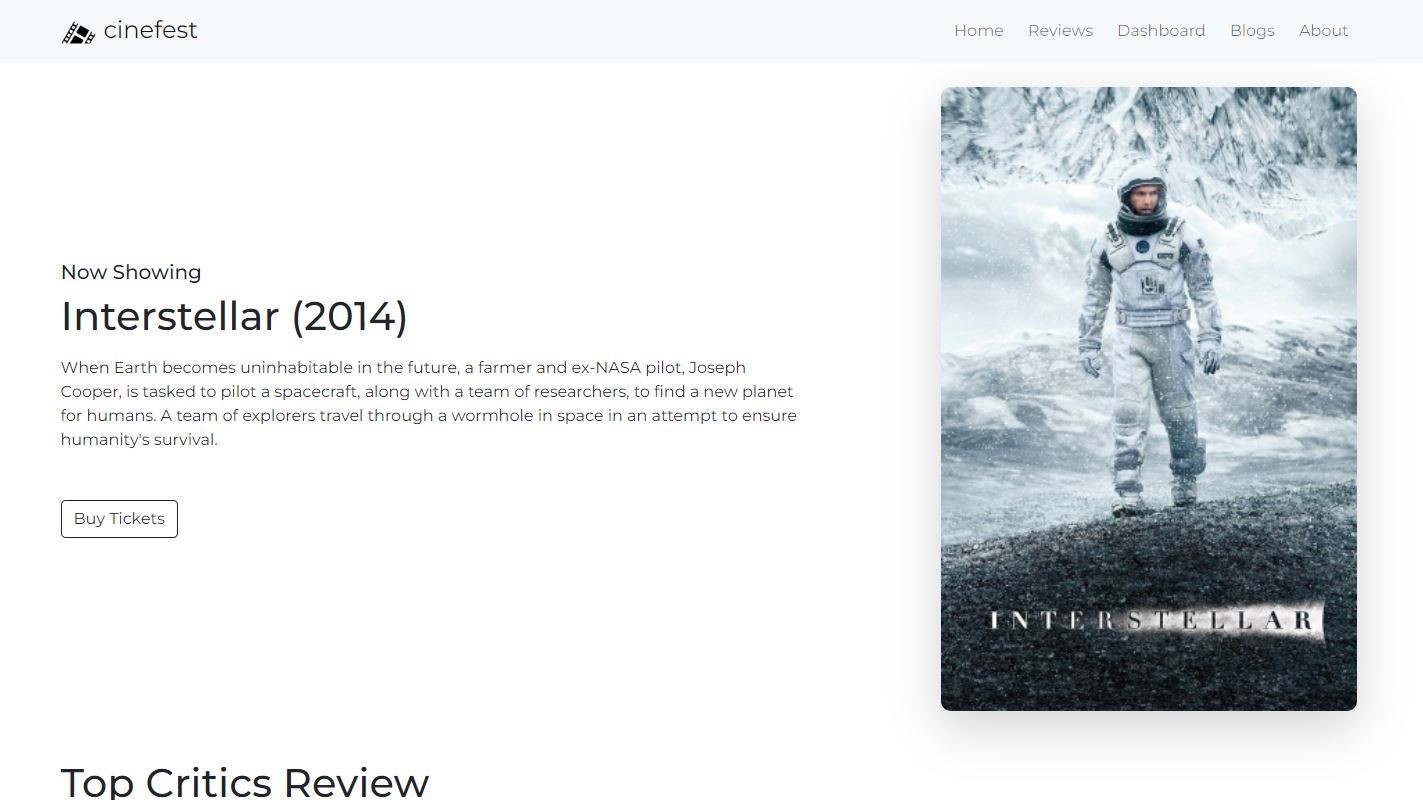 cinefest
Home Reviews Dashboard Blogs About
Now Showing
Interstellar (2014)
When Earth becomes uninhabitable in the future, a farmer and ex-NASA pilot, Joseph
Cooper, is tasked to pilot a spacecraft, along with a team of researchers, to find a new planet
for humans. A team of explorers travel through a wormhole in space in an attempt to ensure
humanity's survival.
Buy Tickets
INTERSTELLAR
Top Critics Review